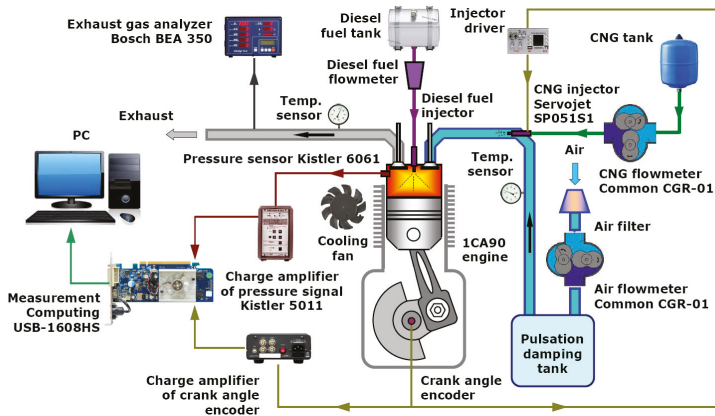 Exhaust gas analyzer
Bosch BEA 350
Diesel
fuel tank
Injector
driver
CNG tank
Diesel fuel
flowmeter
Exhaust
Temp.
sensor
Diesel fuel
injector
CNG injector
Servojet
SP051S1
PC
Pressure sensor Kistler 6061
Temp.
sensor
Air
CNG flowmeter
Common CGR-01
Air filter
Cooling
fan
1CA90
engine
Charge amplifier
of pressure signal
Kistler 5011
Air flowmeter
Common CGR-01
Measurement
Computing
USB-1608HS
Pulsation
damping
tank
Charge amplifier
of crank angle
encoder
Crank angle
encoder